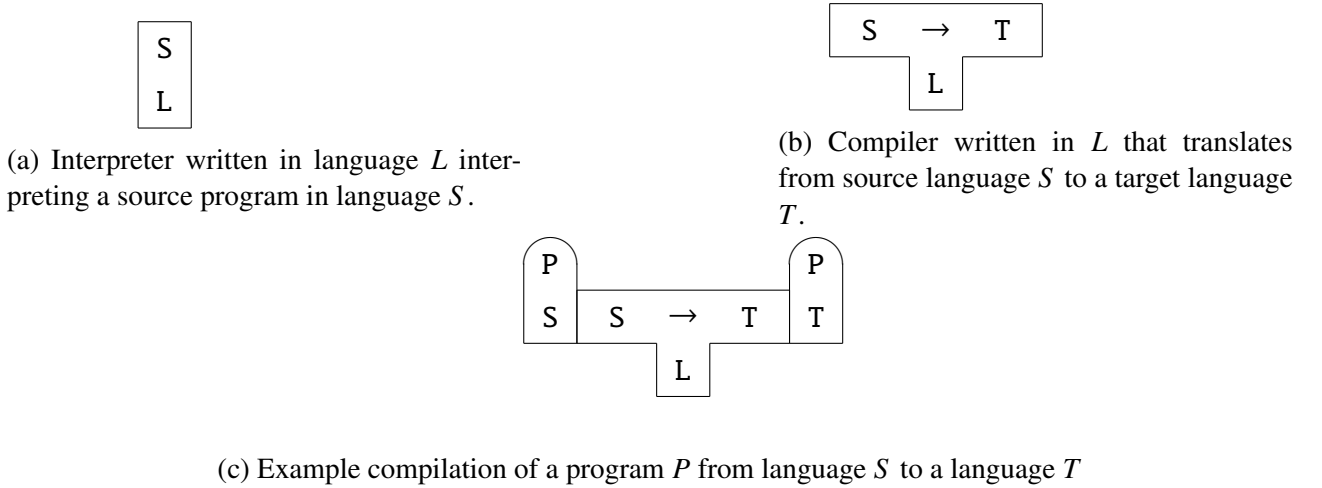 S
L
(a) Interpreter written in language L inter-
preting a source program in language S.
S → T
L
(b) Compiler written in L that translates
from source language S to a target language
T.
P P
S S → T T
L
(c) Example compilation of a program P from language S to a language T